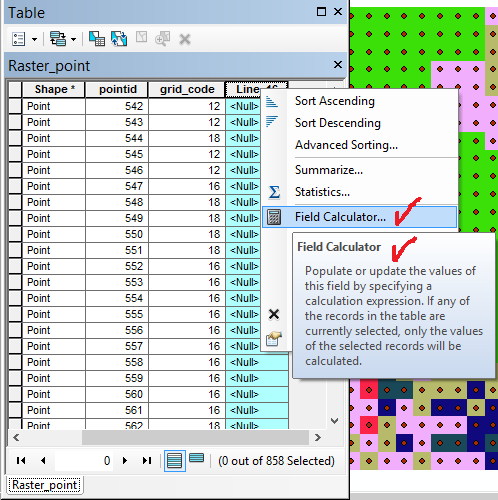 Table
Raster_point
Shape * pointid grid_code Line_16
Point 542 12 <Null>
Point 543 12 <Null>
Point 544 18 <Null>
Point 545 12 <Null>
Point 546 12 <Null>
Point 547 16 <Null>
Point 548 18 <Null>
Point 549 18 <Null>
Point 550 18 <Null>
Point 551 18 <Null>
Point 552 16 <Null>
Point 553 16 <Null>
Point 554 16 <Null>
Point 555 16 <Null>
Point 556 16 <Null>
Point 557 16 <Null>
Point 558 16 <Null>
Point 559 16 <Null>
Point 560 16 <Null>
Point 561 16 <Null>
Point 562 18 <Null>
Sort Ascending
Sort Descending
Advanced Sorting...
Summarize...
Σ Statistics...
Field Calculator...
Field Calculator
Populate or update the values of
this field by specifying a
calculation expression. If any of
the records in the table are
currently selected, only the values
of the selected records will be
calculated.
0 (0 out of 858 Selected)
Raster_point